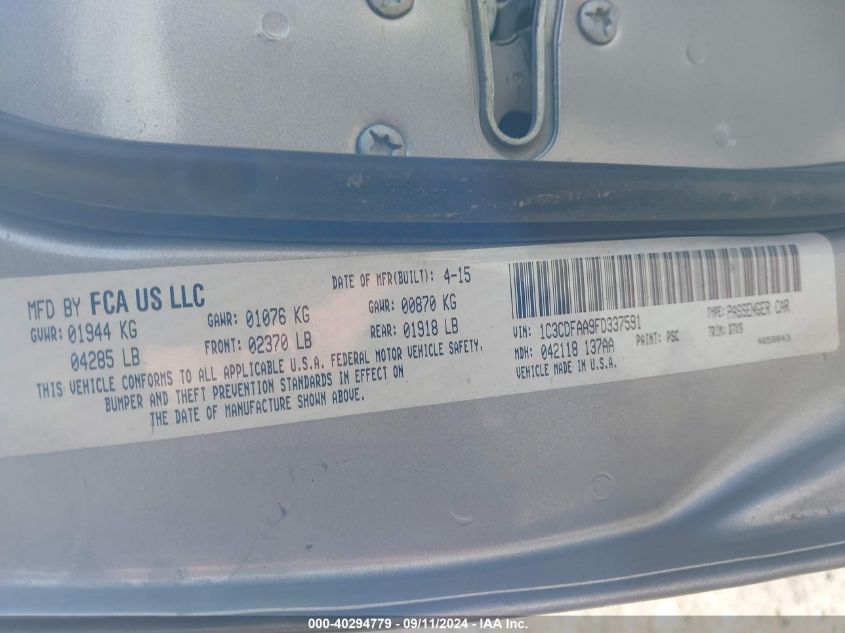 MFD BY FCA US LLC
DATE OF MFR(BUILT): 4-15
GVWR: 01944 KG
04285 LB
GAWR: 01076 KG
FRONT: 02370 LB
GAWR: 00870 KG
REAR: 01918 LB
THIS VEHICLE CONFORMS TO ALL APPLICABLE U.S.A. FEDERAL MOTOR VEHICLE SAFETY,
BUMPER AND THEFT PREVENTION STANDARDS IN EFFECT ON
THE DATE OF MANUFACTURE SHOWN ABOVE.
VIN: 1C3CDFAA9FD337591
TYPE: PASSENGER CAR
MDH: 042118 137AA
PAINT: PSC
TRIM: D7X9
VEHICLE MADE IN U.S.A.
000-40294779 - 09/11/2024 - IAA Inc.